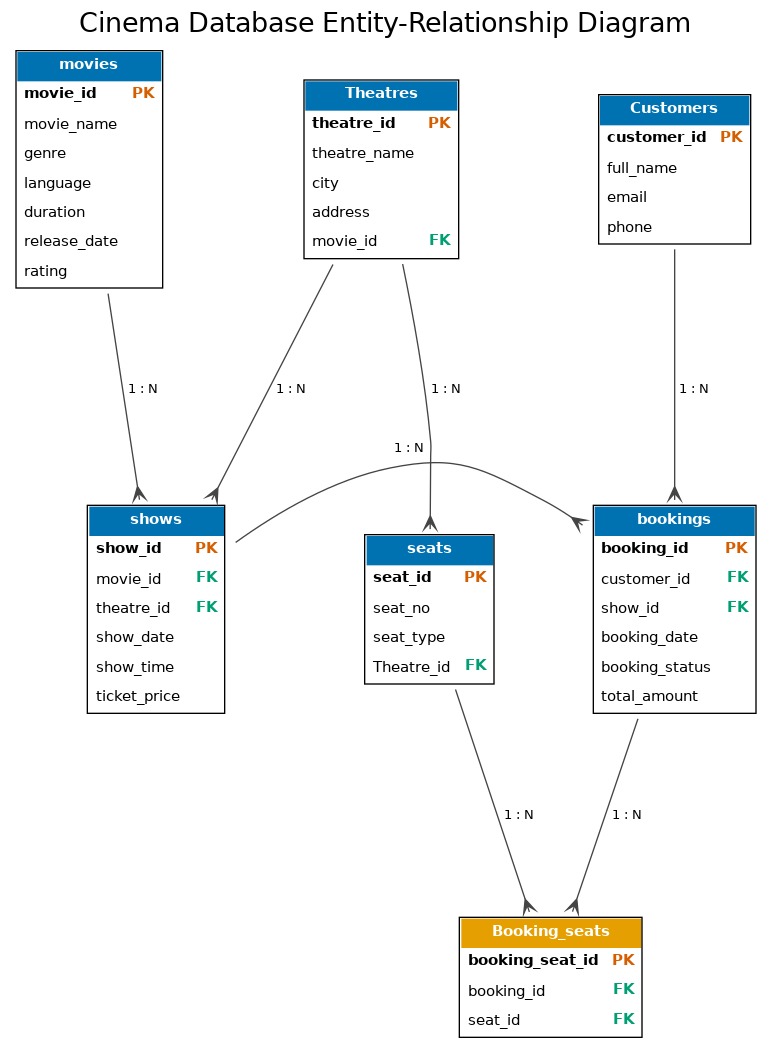 Cinema Database Entity-Relationship Diagram
movies
movie_id PK
movie_name
genre
language
duration
release_date
rating
Theatres
theatre_id PK
theatre_name
city
address
movie_id FK
Customers
customer_id PK
full_name
email
phone
1 : N
1 : N
1 : N
1 : N
1 : N
shows
show_id PK
movie_id FK
theatre_id FK
show_date
show_time
ticket_price
seats
seat_id PK
seat_no
seat_type
Theatre_id FK
bookings
booking_id PK
customer_id FK
show_id FK
booking_date
booking_status
total_amount
1 : N
1 : N
Booking_seats
booking_seat_id PK
booking_id FK
seat_id FK